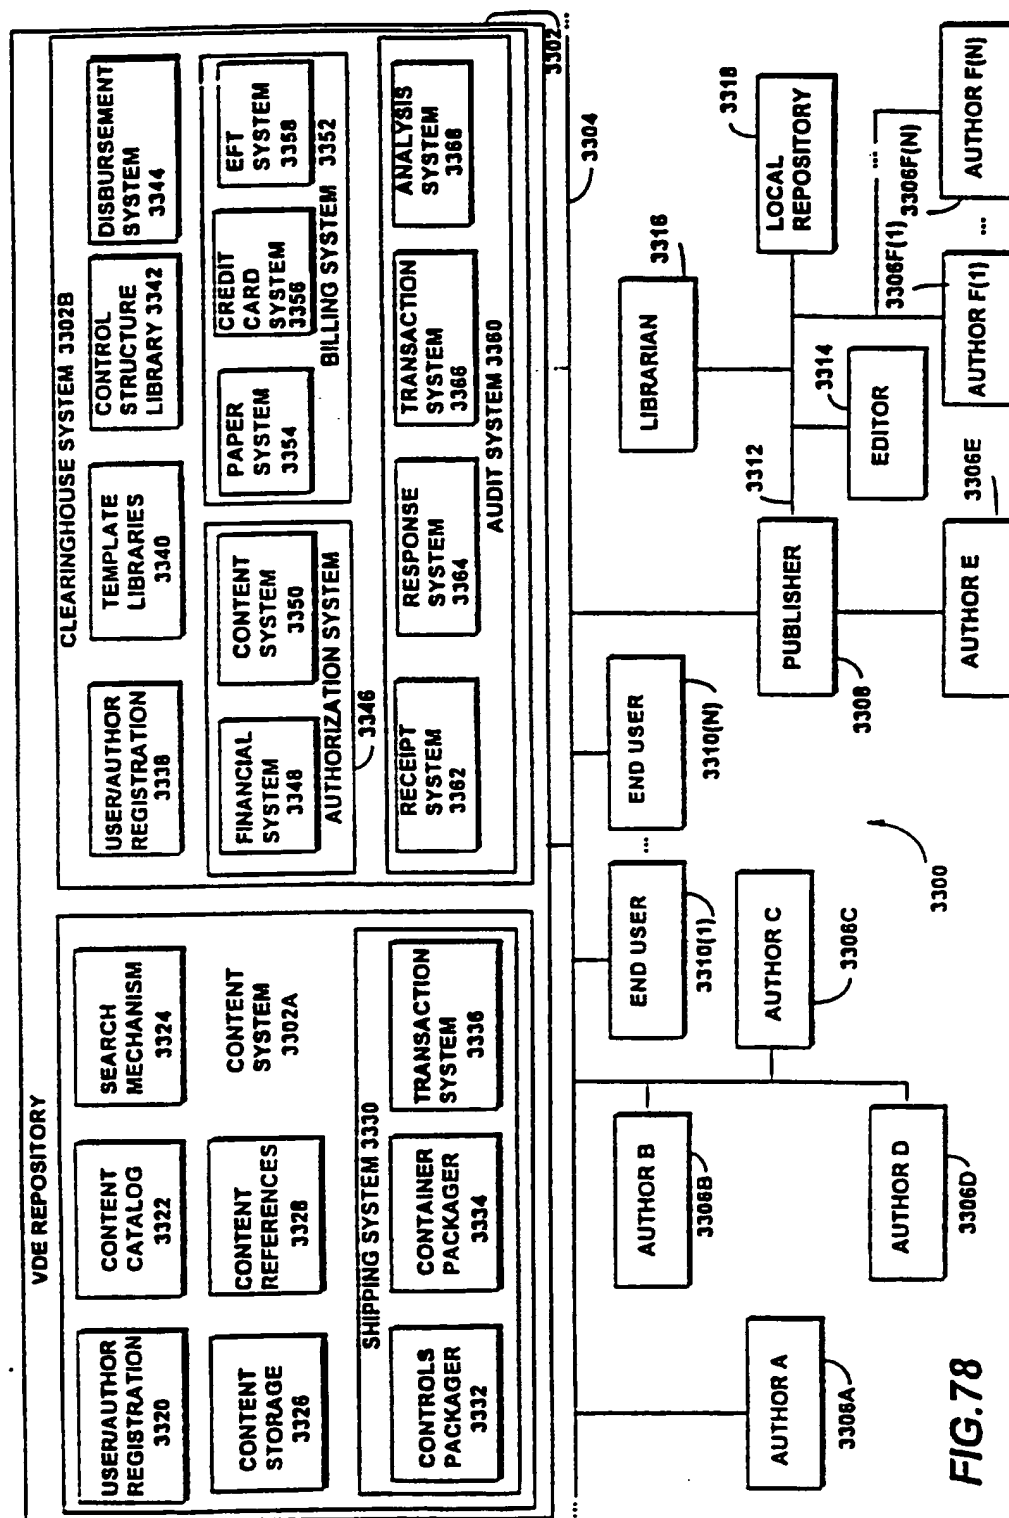 VDE REPOSITORY
3302
USER/AUTHOR
REGISTRATION
3320
CONTENT
CATALOG
3322
SEARCH
MECHANISM
3324
CONTENT
STORAGE
3326
CONTENT
REFERENCES
3328
CONTENT
SYSTEM
3302A
SHIPPING SYSTEM 3330
CONTROLS
PACKAGER
3332
CONTAINER
PACKAGER
3334
TRANSACTION
SYSTEM
3336
CLEARINGHOUSE SYSTEM 3302B
USER/AUTHOR
REGISTRATION
3338
TEMPLATE
LIBRARIES
3340
CONTROL
STRUCTURE
LIBRARY 3342
DISBURSEMENT
SYSTEM
3344
FINANCIAL
SYSTEM
3348
CONTENT
SYSTEM
3350
AUTHORIZATION SYSTEM
3346
PAPER
SYSTEM
3354
CREDIT
CARD
SYSTEM
3356
EFT
SYSTEM
3358
BILLING SYSTEM 3352
RECEIPT
SYSTEM
3362
RESPONSE
SYSTEM
3364
TRANSACTION
SYSTEM
3366
ANALYSIS
SYSTEM
3368
AUDIT SYSTEM 3360
...
...
3304
AUTHOR A
3306A
AUTHOR B
3306B
AUTHOR C
3306C
AUTHOR D
3306D
END USER
3310(1)
...
END USER
3310(N)
PUBLISHER
3308
3312
AUTHOR E
3306E
EDITOR
3314
LIBRARIAN
3316
LOCAL
REPOSITORY
3318
...
AUTHOR F(1)
3306F(1)
...
AUTHOR F(N)
3306F(N)
3300
FIG.78